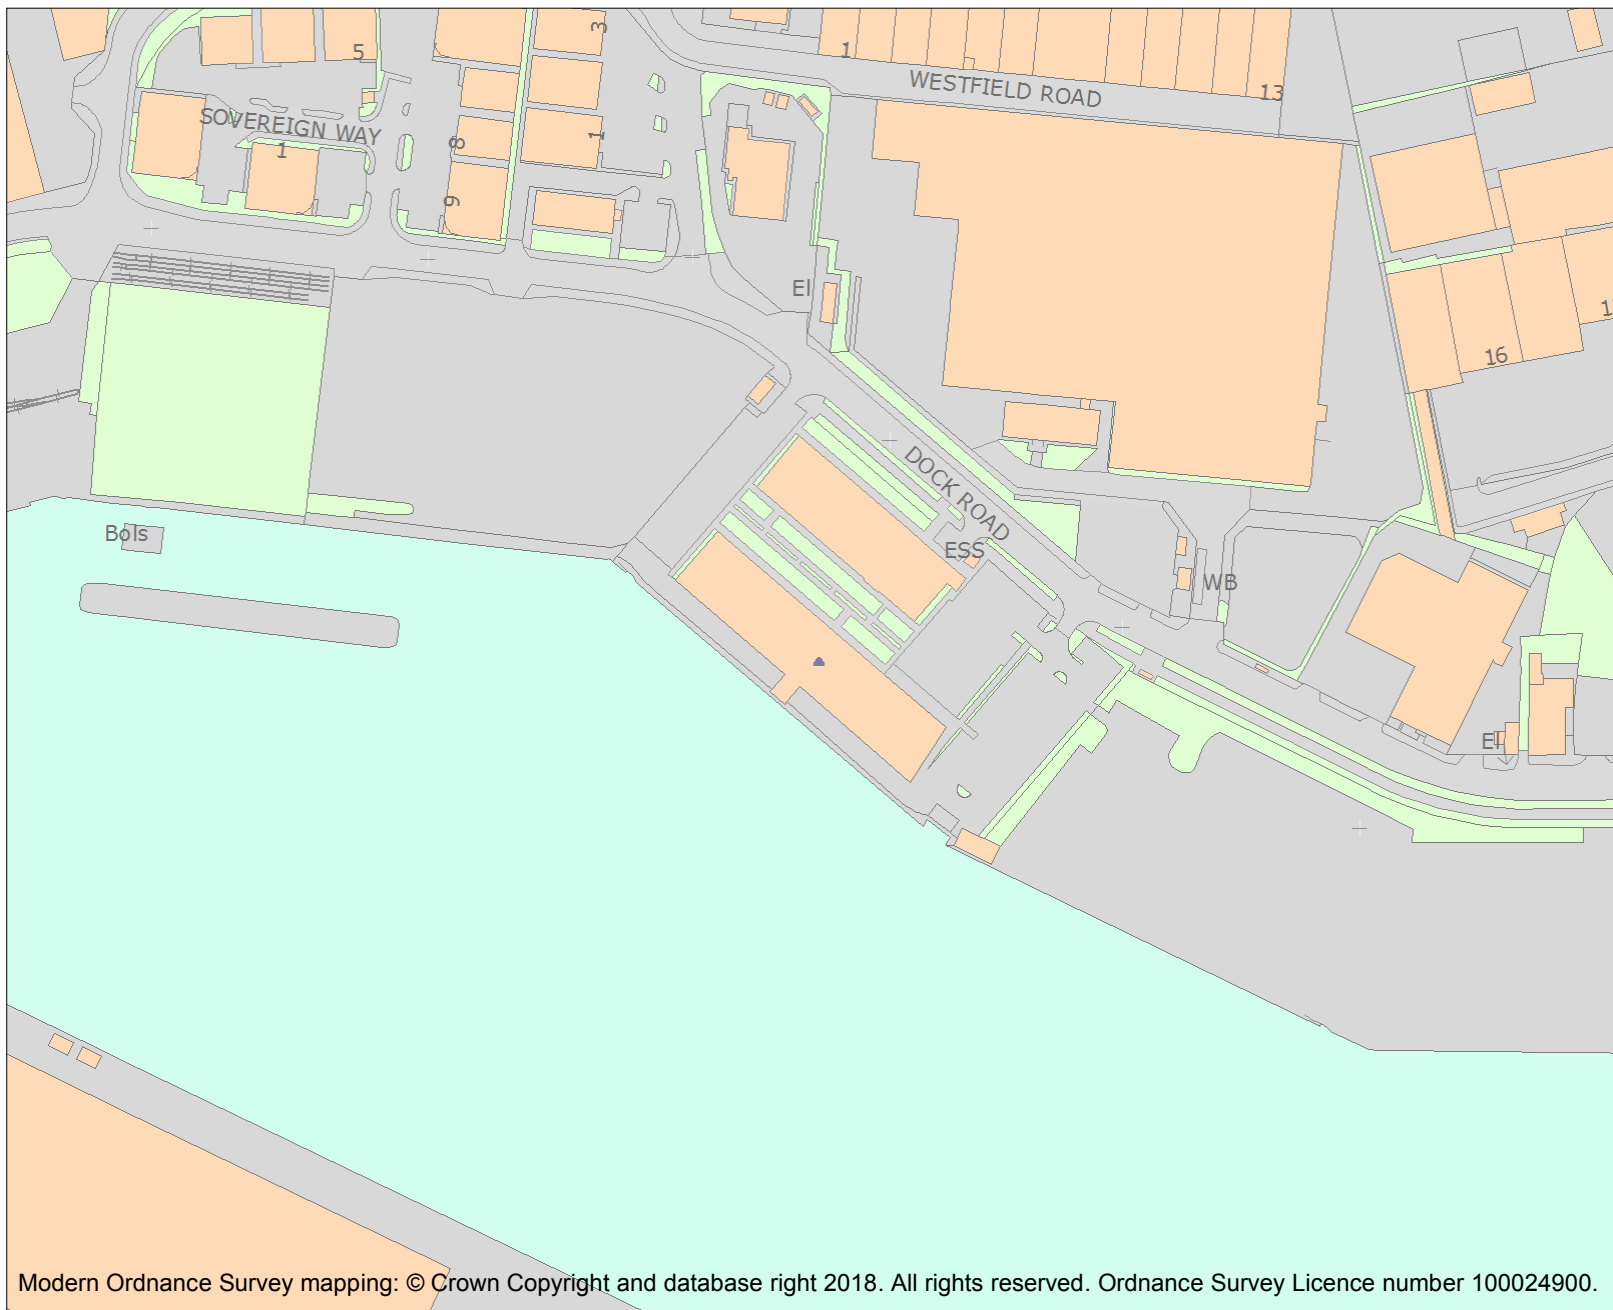 3
5
1
WESTFIELD ROAD
13
SOVEREIGN WAY
1
8
1
9
El
16
1
DOCK ROAD
ESS
Bols
WB
El
Modern Ordnance Survey mapping: © Crown Copyright and database right 2018. All rights reserved. Ordnance Survey Licence number 100024900.